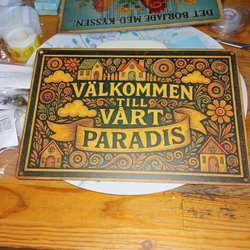 DET BÖRJADE MED KYSSEN...
VÄLKOMMEN
TILL
VÅRT
PARADIS